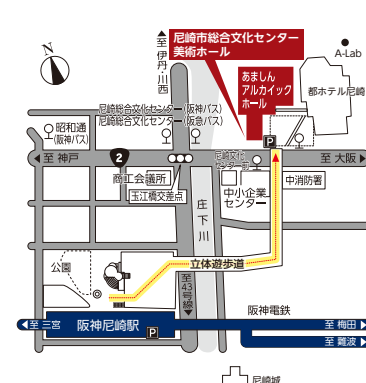 N
至 伊丹・川西
尼崎市総合文化センター
美術ホール
A-Lab
あましん
アルカイック
ホール
都ホテル尼崎
尼崎総合文化センター(阪神バス)
尼崎総合文化センター(阪急バス)
昭和通
(阪神バス)
P
至 神戸
2
尼崎文化
センター前
至 大阪
商工会議所
玉江橋交差点
中小企業
センター
中消防署
庄下川
公園
立体遊歩道
至43号線
阪神電鉄
至 三宮
阪神尼崎駅
P
至 梅田
至 難波
尼崎城